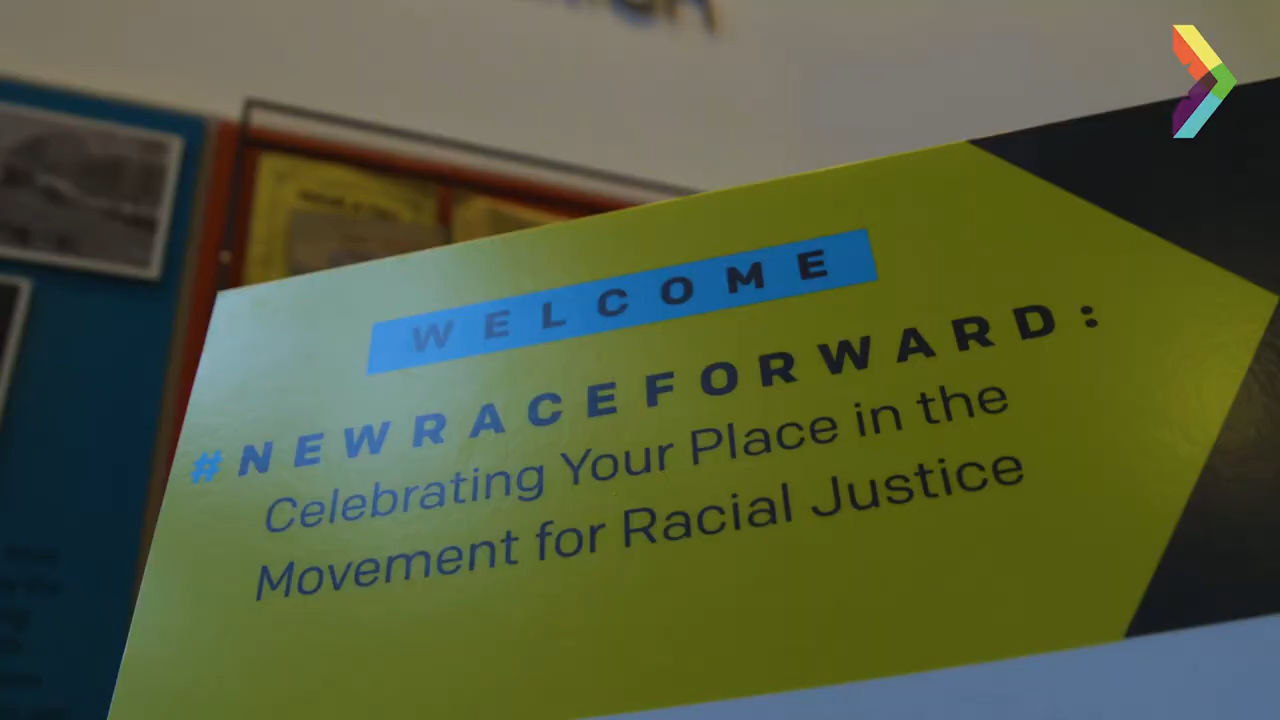 WELCOME
#NEWRACEFORWARD:
Celebrating Your Place in the
Movement for Racial Justice